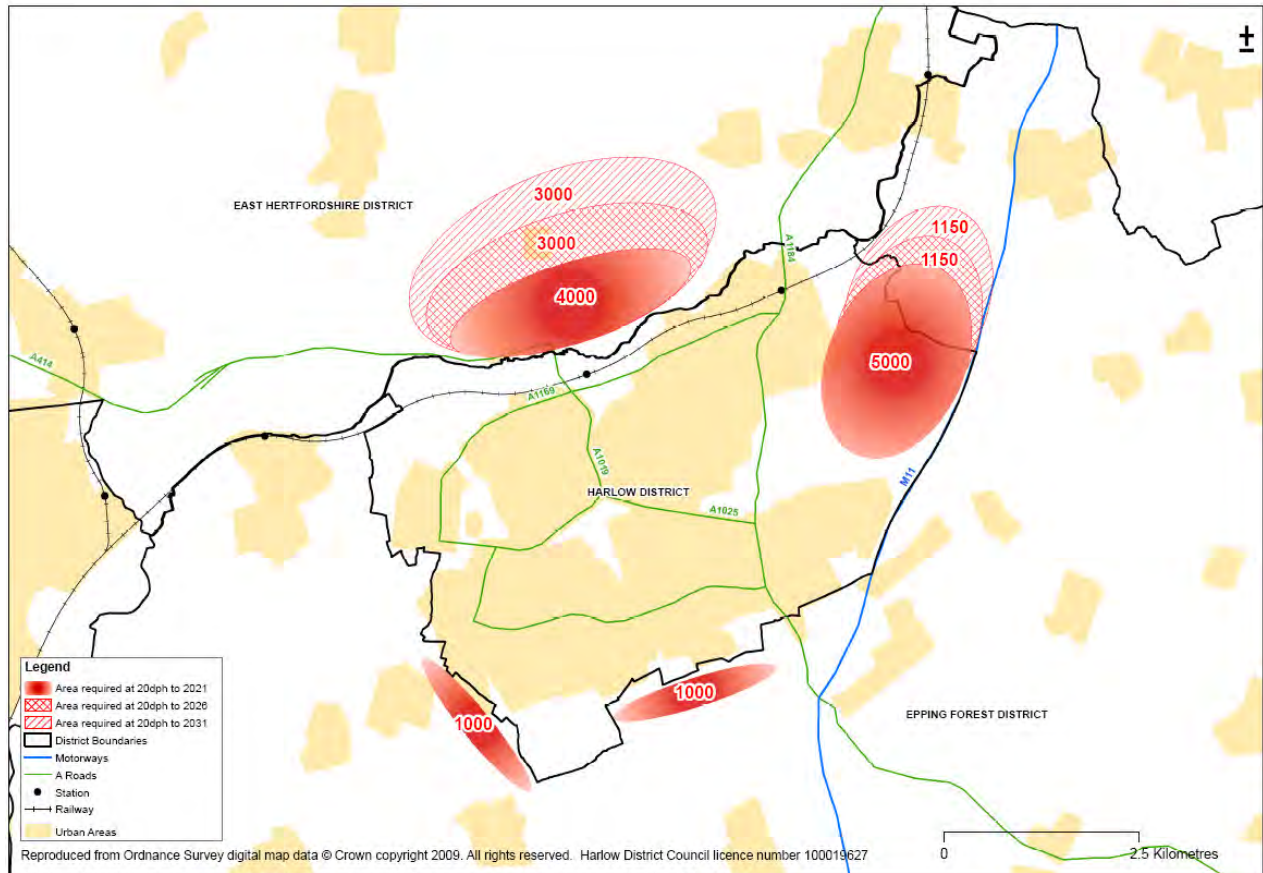 3000
EAST HERTFORDSHIRE DISTRICT
3000
4000
A1184
1150
1150
5000
A414
A1169
A1019
HARLOW DISTRICT
A1025
M11
1000
1000
EPPING FOREST DISTRICT
Legend
Area required at 20dph to 2021
Area required at 20dph to 2026
Area required at 20dph to 2031
District Boundaries
Motorways
A Roads
Station
Railway
Urban Areas
0 2.5 Kilometres
Reproduced from Ordnance Survey digital map data © Crown copyright 2009. All rights reserved. Harlow District Council licence number 100019627